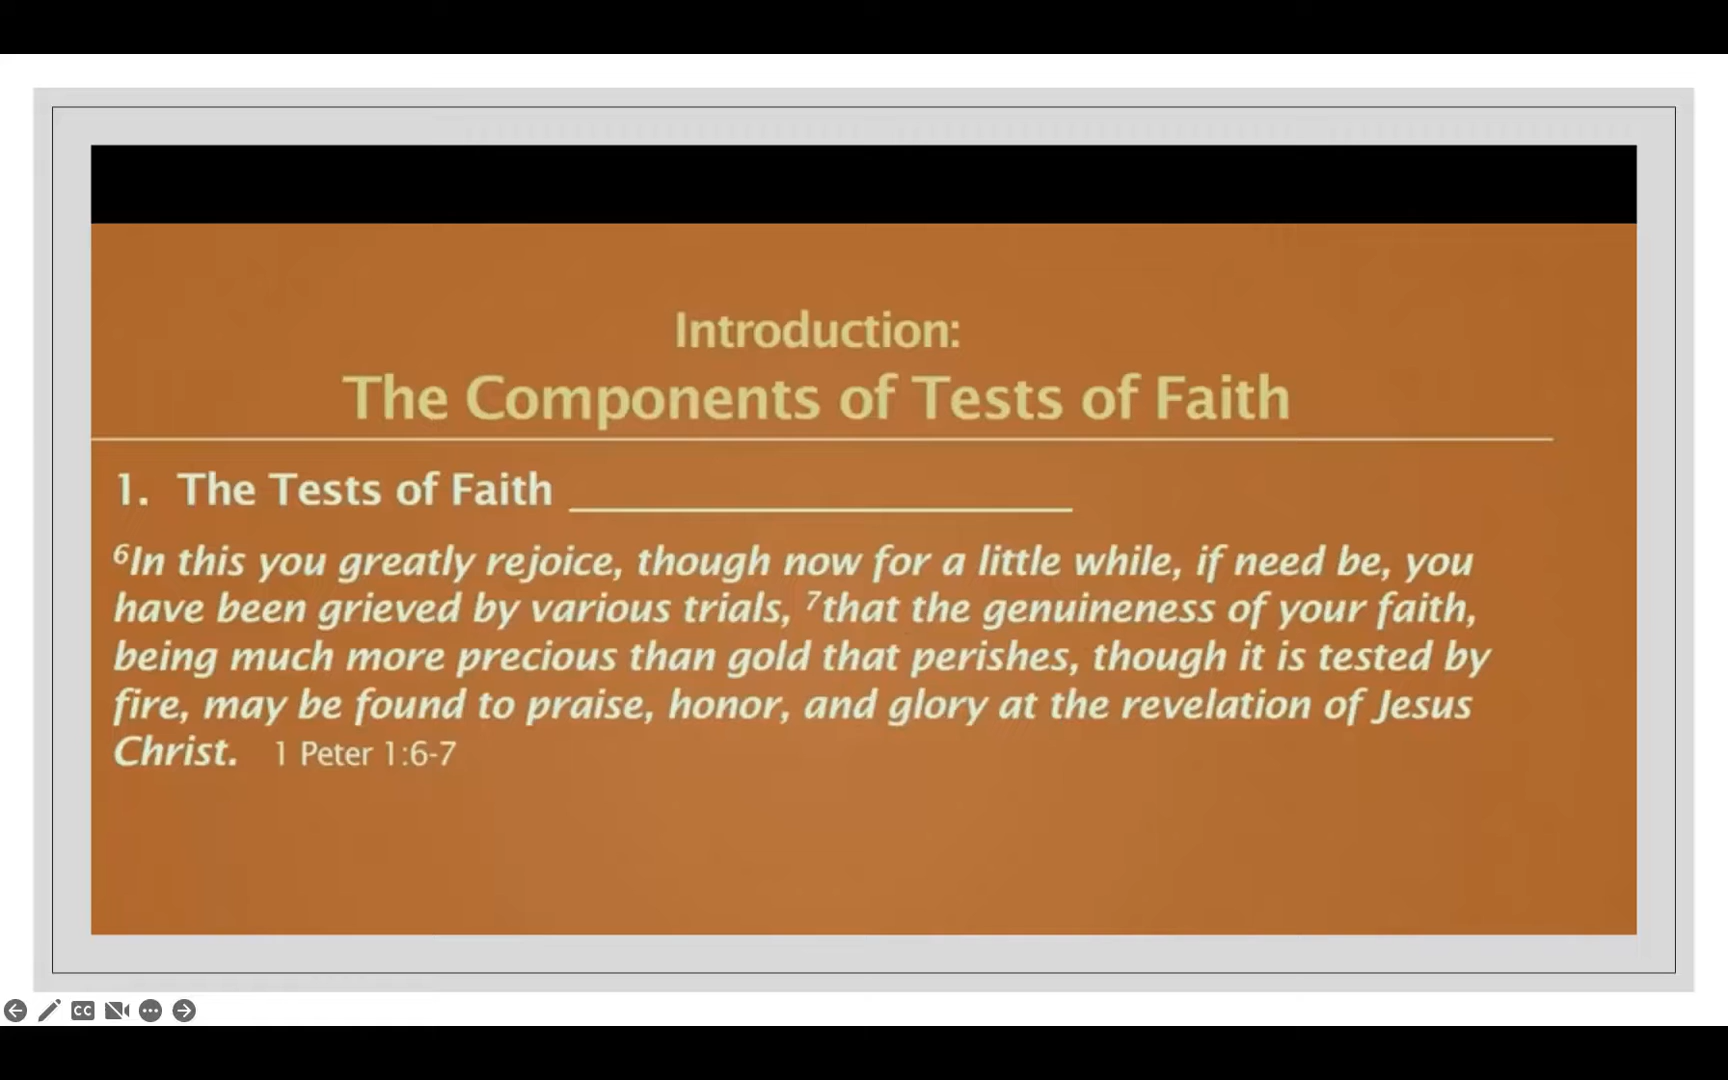 Introduction:
The Components of Tests of Faith
1. The Tests of Faith ____________________
⁶In this you greatly rejoice, though now for a little while, if need be, you
have been grieved by various trials, ⁷that the genuineness of your faith,
being much more precious than gold that perishes, though it is tested by
fire, may be found to praise, honor, and glory at the revelation of Jesus
Christ. 1 Peter 1:6-7
CC